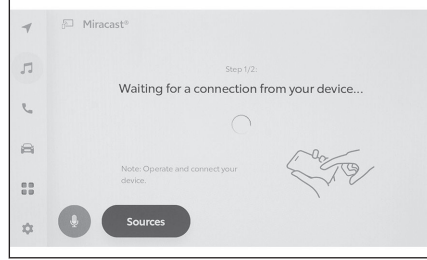 Miracast®
Step 1/2:
Waiting for a connection from your device...
Note: Operate and connect your
device.
Sources